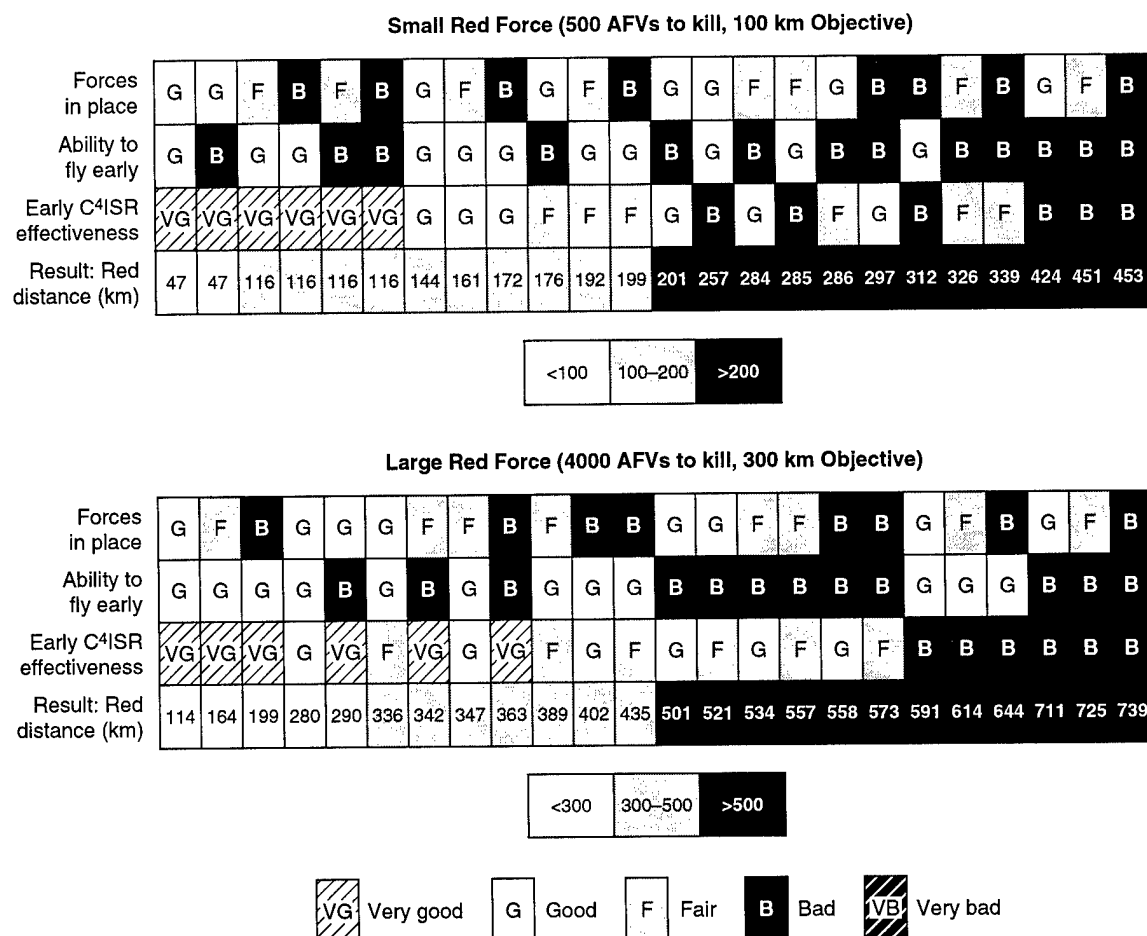 Small Red Force (500 AFVs to kill, 100 km Objective)
Forces in place G G F B F B G F B G F B G G F F G B B F B G F B
Ability to fly early G B G G B B G G G B G G B G B G B B G B B B B B
Early C⁴ISR effectiveness VG VG VG VG VG VG G G G F F F G B G B F G B F F B B B
Result: Red distance (km) 47 47 116 116 116 116 144 161 172 176 192 199 201 257 284 285 286 297 312 326 339 424 451 453
<100 100–200 >200
Large Red Force (4000 AFVs to kill, 300 km Objective)
Forces in place G F B G G G F F B F B B G G F F B B G F B G F B
Ability to fly early G G G G B G B G B G G G B B B B B B G G G B B B
Early C⁴ISR effectiveness VG VG VG G VG F VG G VG F G F G F G F G F B B B B B B
Result: Red distance (km) 114 164 199 280 290 336 342 347 363 389 402 435 501 521 534 557 558 573 591 614 644 711 725 739
<300 300–500 >500
VG Very good G Good F Fair B Bad VB Very bad